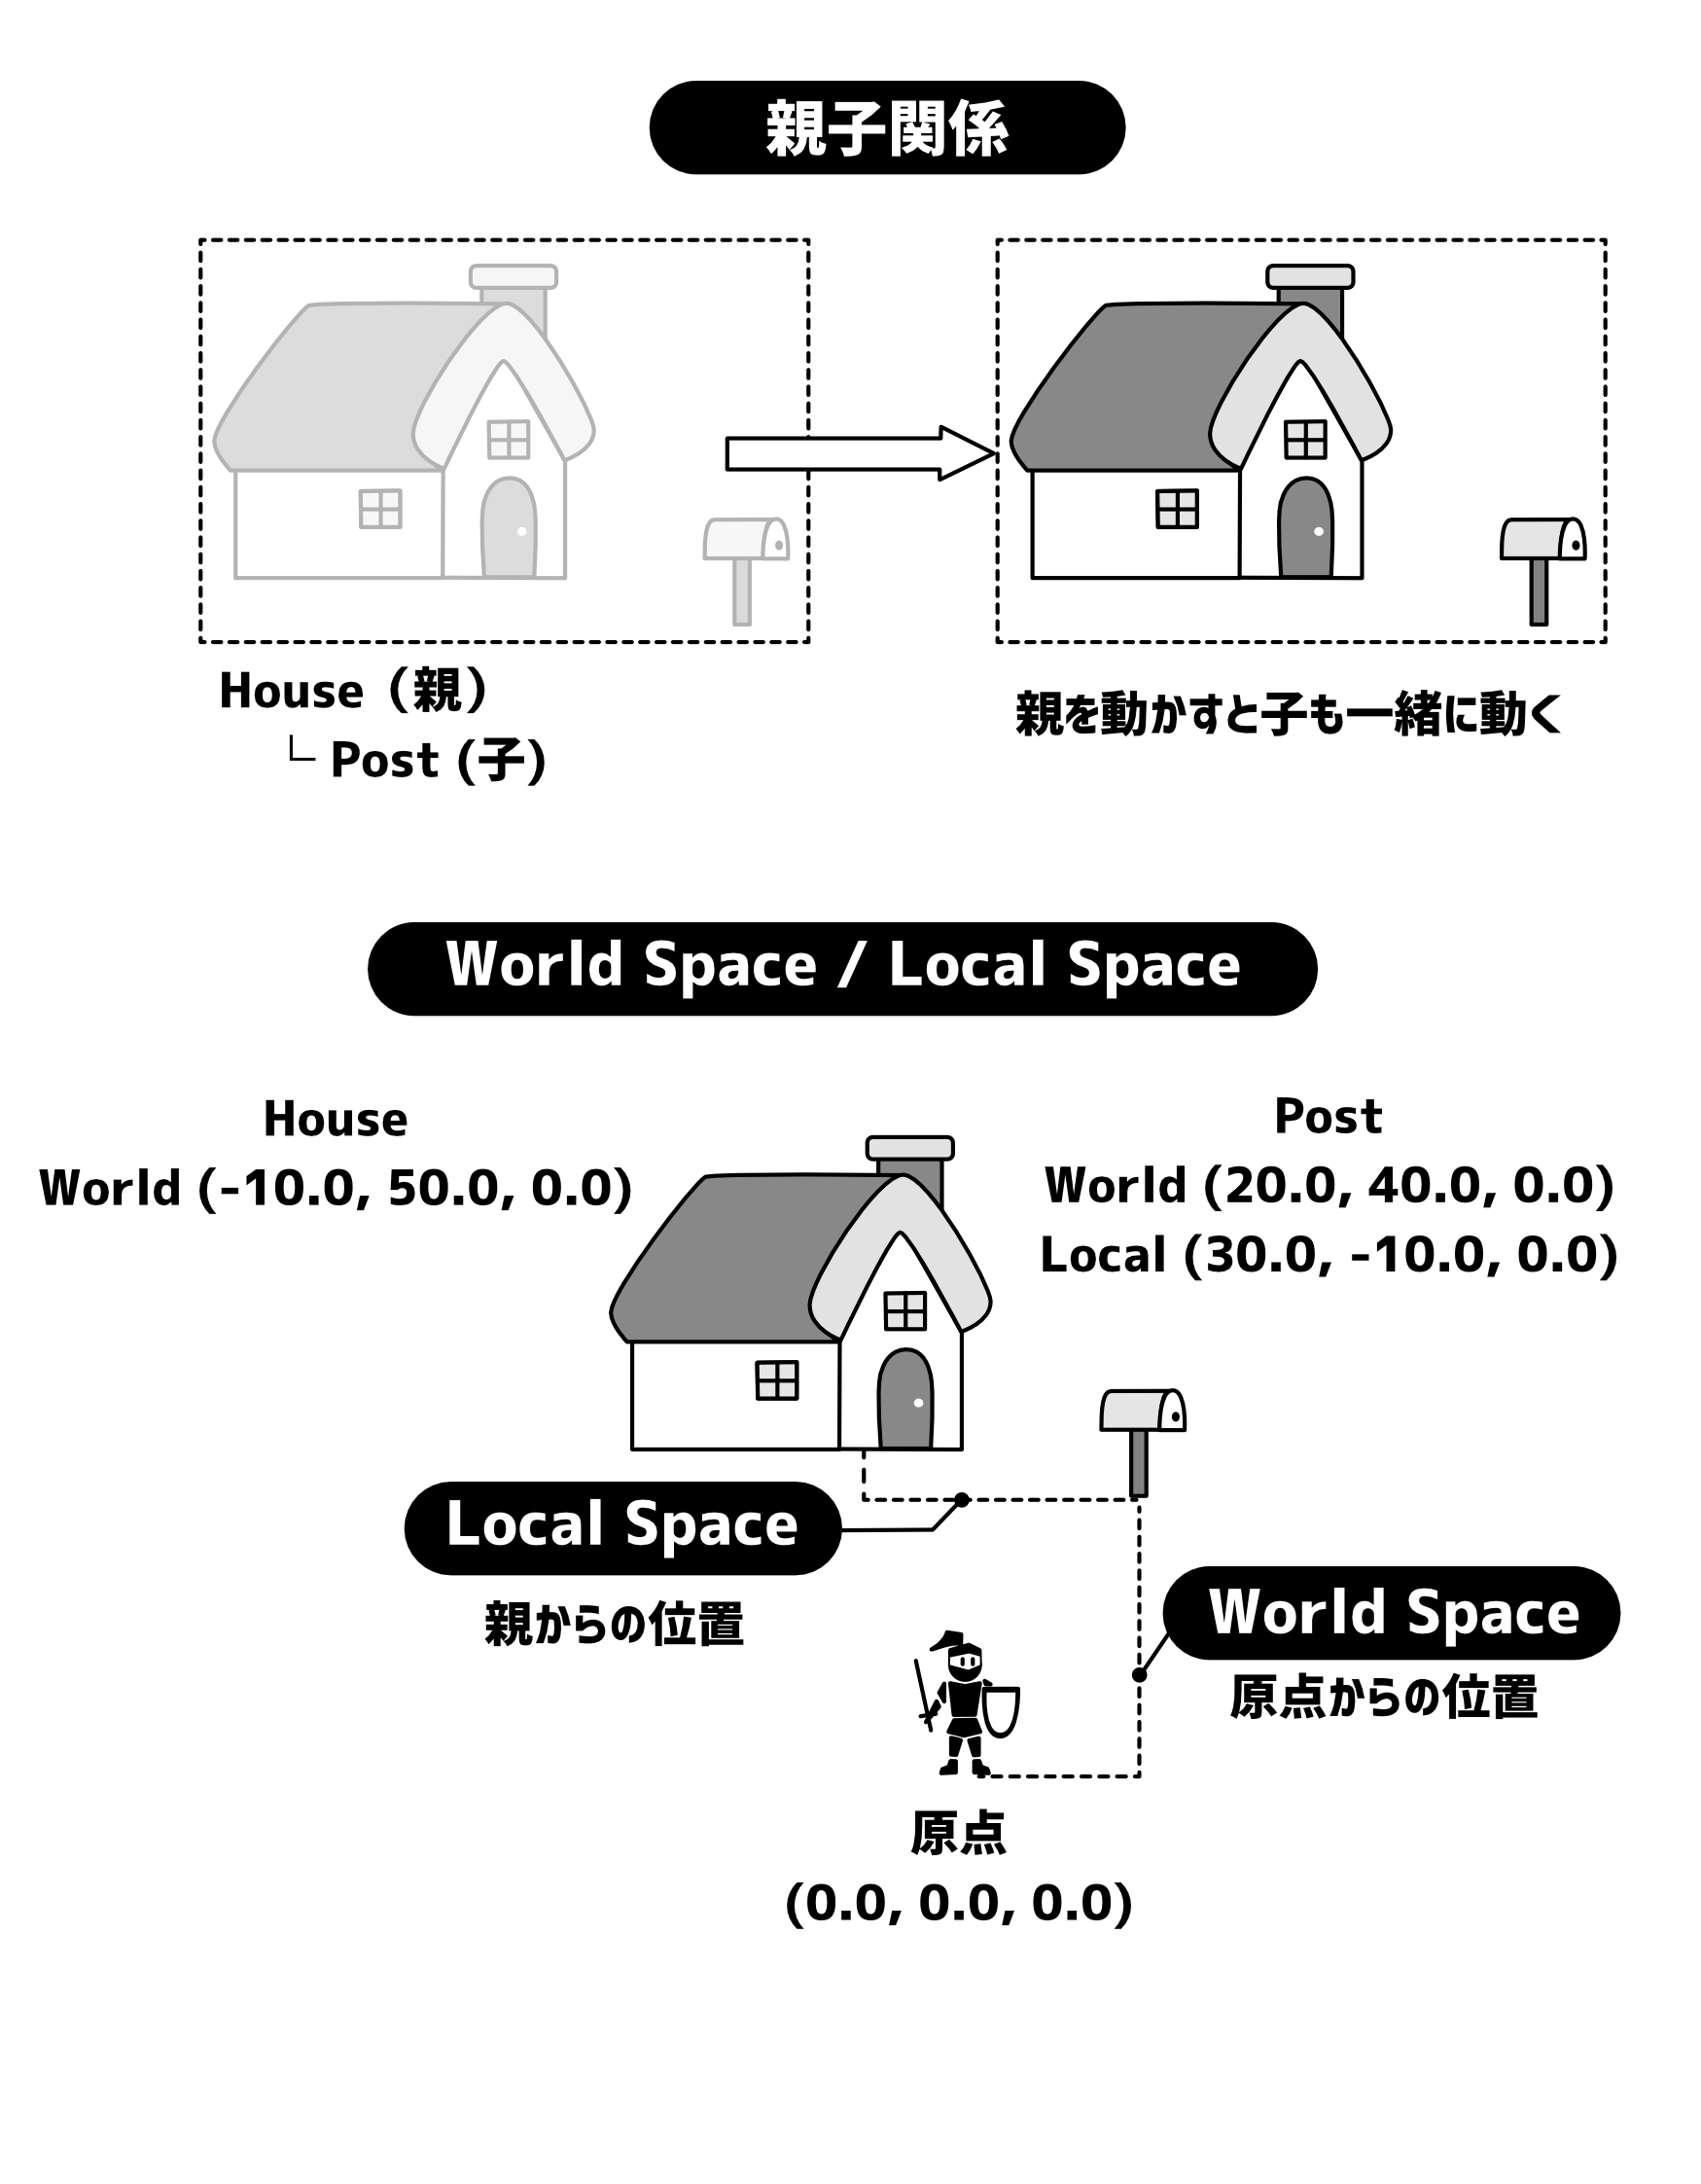 親子関係
House（親）
└ Post (子)
親を動かすと子も一緒に動く
World Space / Local Space
House
World (-10.0, 50.0, 0.0)
Post
World (20.0, 40.0, 0.0)
Local (30.0, -10.0, 0.0)
Local Space
親からの位置
World Space
原点からの位置
原点
(0.0, 0.0, 0.0)